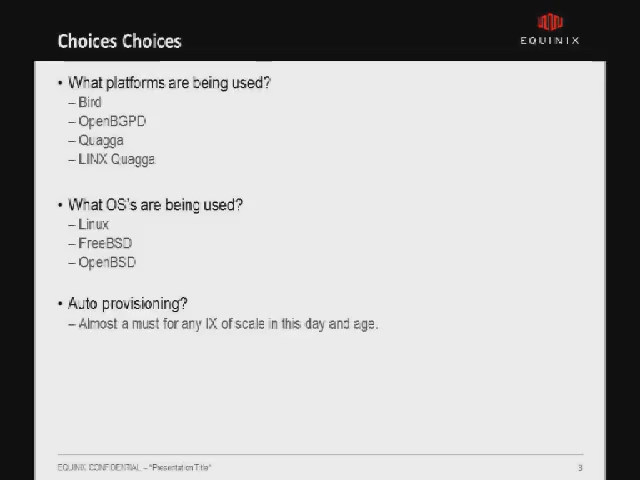 Choices Choices
EQUINIX
• What platforms are being used?
– Bird
– OpenBGPD
– Quagga
– LINX Quagga
• What OS's are being used?
– Linux
– FreeBSD
– OpenBSD
• Auto provisioning?
– Almost a must for any IX of scale in this day and age.
EQUINIX CONFIDENTIAL – "Presentation Title"